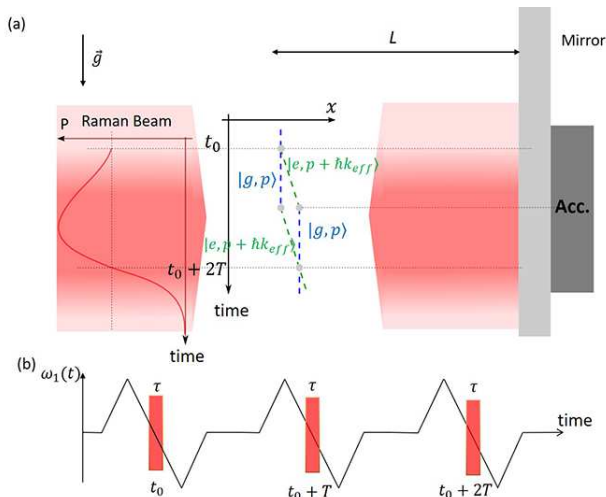 (a)
g⃗
L
Mirror
P
Raman Beam
x
t₀
|e, p + ħk_eff⟩
|g, p⟩
Acc.
|g, p⟩
|e, p + ħk_eff⟩
t₀ + 2T
time
time
(b)
ω₁(t)
τ
τ
τ
time
t₀
t₀ + T
t₀ + 2T